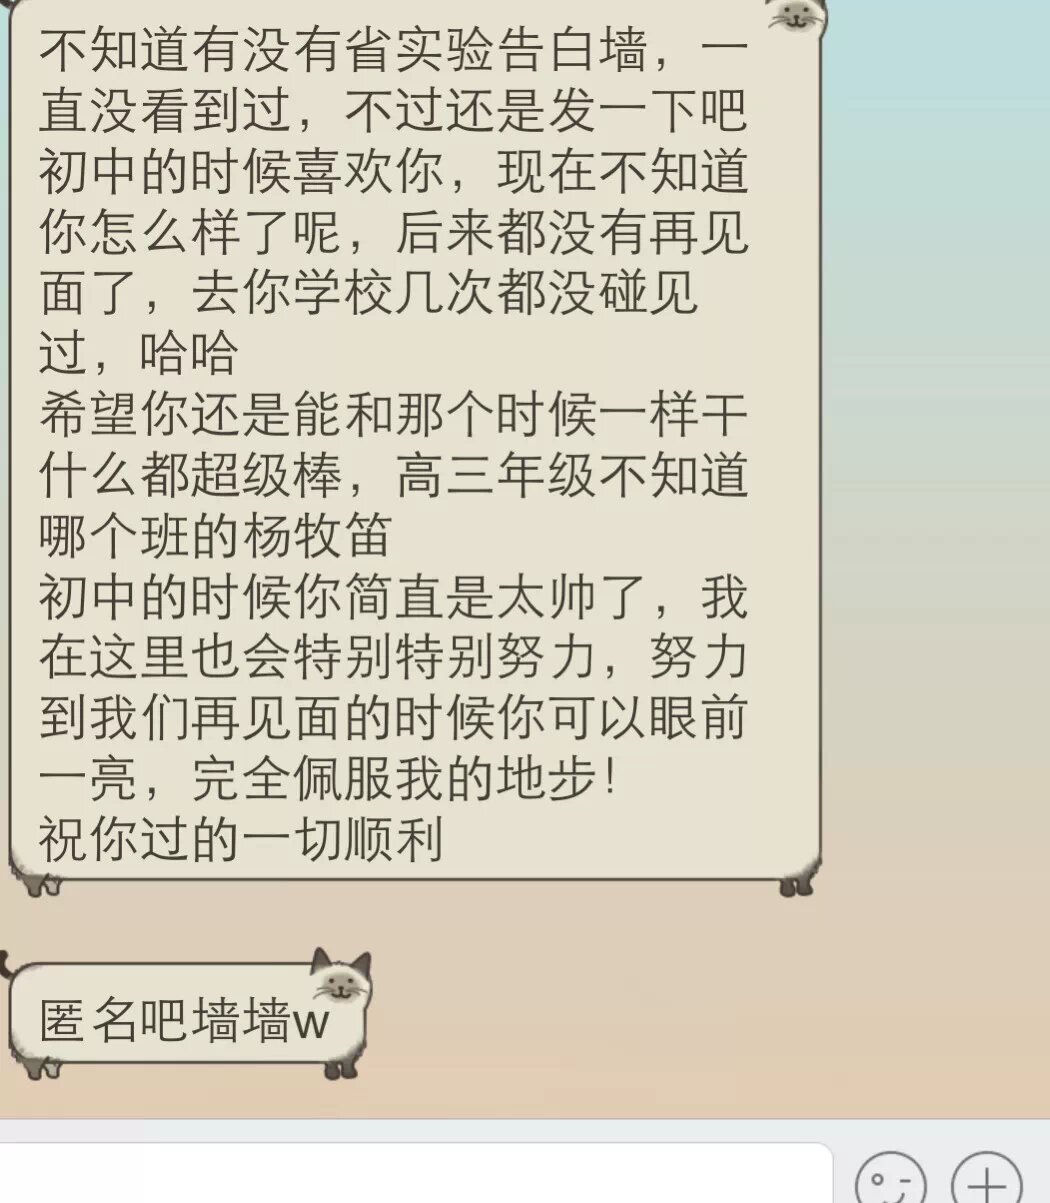 不知道有没有省实验告白墙，一
直没看到过，不过还是发一下吧
初中的时候喜欢你，现在不知道
你怎么样了呢，后来都没有再见
面了，去你学校几次都没碰见
过，哈哈
希望你还是能和那个时候一样干
什么都超级棒，高三年级不知道
哪个班的杨牧笛
初中的时候你简直是太帅了，我
在这里也会特别特别努力，努力
到我们再见面的时候你可以眼前
一亮，完全佩服我的地步！
祝你过的一切顺利
匿名吧墙墙w